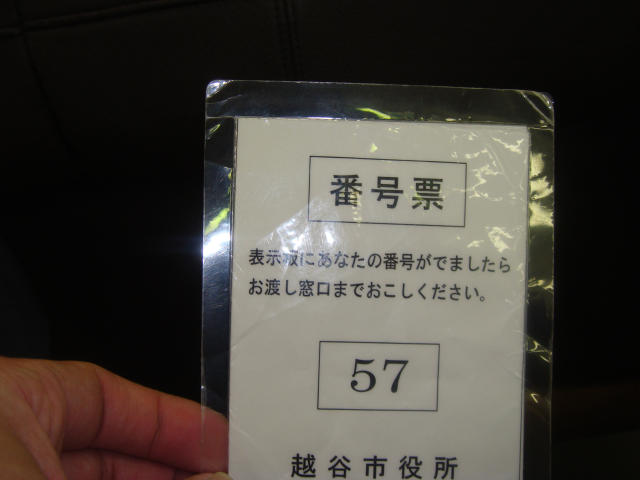 番号票
表示板にあなたの番号がでましたら
お渡し窓口までおこしください。
57
越谷市役所